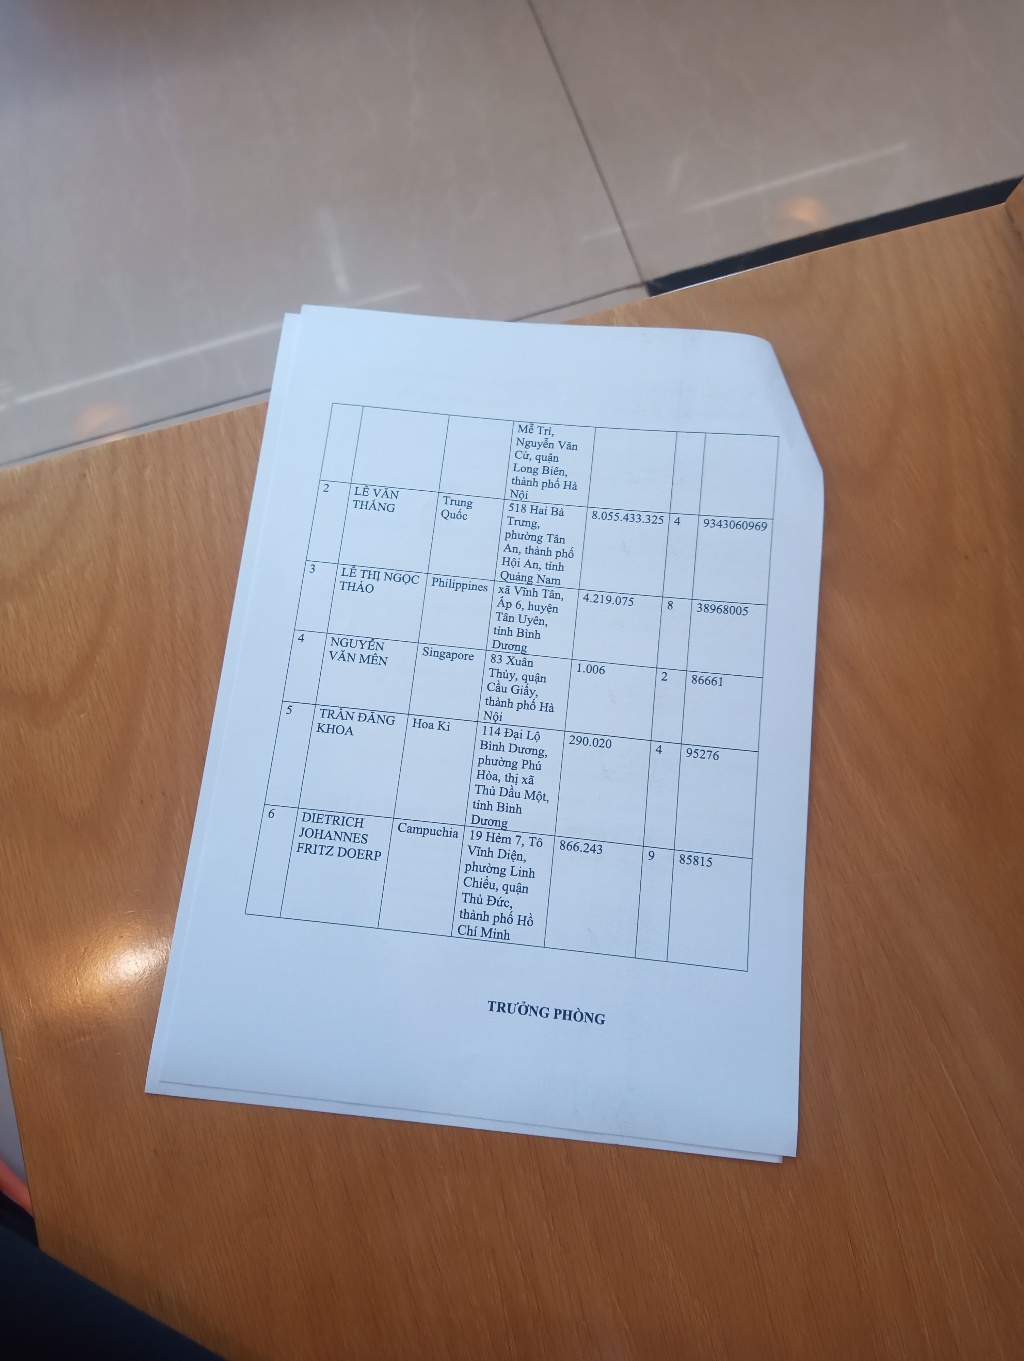 Mễ Trì,
Nguyễn Văn
Cừ, quận
Long Biên,
thành phố Hà
Nội
2
LÊ VĂN
THẮNG
Trung
Quốc
518 Hai Bà
Trưng,
phường Tân
An, thành phố
Hội An, tỉnh
Quảng Nam
8.055.433.325
4
9343060969
3
LÊ THỊ NGỌC
THẢO
Philippines
xã Vĩnh Tân,
Ấp 6, huyện
Tân Uyên,
tỉnh Bình
Dương
4.219.075
8
38968005
4
NGUYỄN
VĂN MẾN
Singapore
83 Xuân
Thủy, quận
Cầu Giấy,
thành phố Hà
Nội
1.006
2
86661
5
TRẦN ĐĂNG
KHOA
Hoa Kì
114 Đại Lộ
Bình Dương,
phường Phú
Hòa, thị xã
Thủ Dầu Một,
tỉnh Bình
Dương
290.020
4
95276
6
DIETRICH
JOHANNES
FRITZ DOERP
Campuchia
19 Hẻm 7, Tô
Vĩnh Diện,
phường Linh
Chiểu, quận
Thủ Đức,
thành phố Hồ
Chí Minh
866.243
9
85815
TRƯỞNG PHÒNG